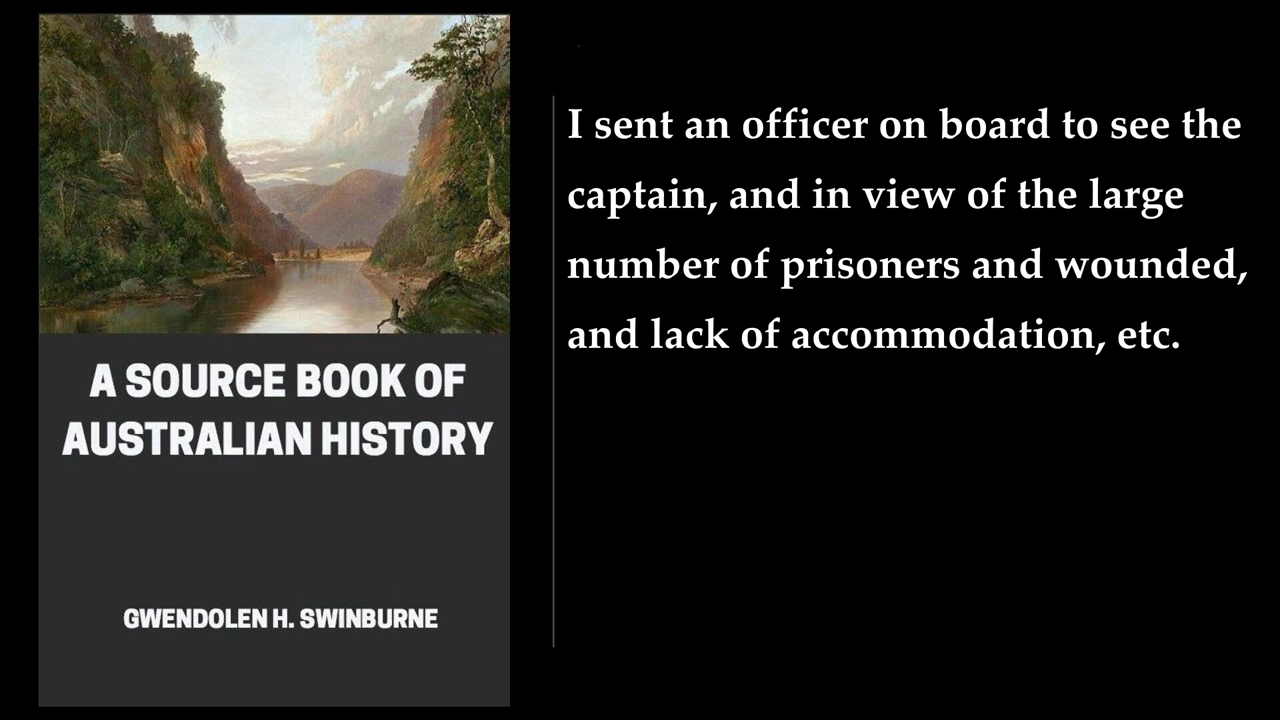 A SOURCE BOOK OF
AUSTRALIAN HISTORY
GWENDOLEN H. SWINBURNE
I sent an officer on board to see the
captain, and in view of the large
number of prisoners and wounded,
and lack of accommodation, etc.